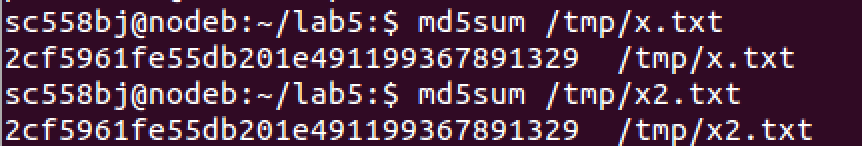 sc558bj@nodeb:~/lab5:$ md5sum /tmp/x.txt
2cf5961fe55db201e491199367891329  /tmp/x.txt
sc558bj@nodeb:~/lab5:$ md5sum /tmp/x2.txt
2cf5961fe55db201e491199367891329  /tmp/x2.txt